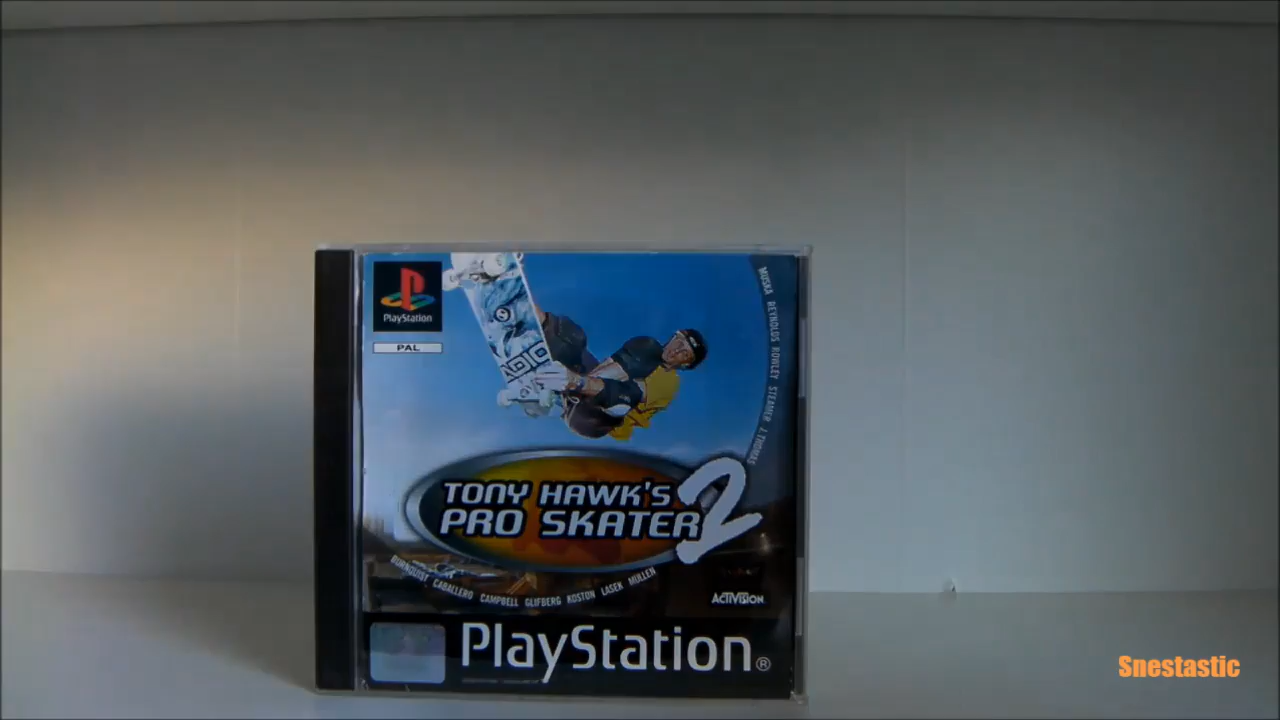 PlayStation
PAL
MUSKA REYNOLDS ROWLEY STEAMER J.THOMAS
ADIO
TONY HAWK'S
PRO SKATER 2
BURNQUIST CABALLERO CAMPBELL GLIFBERG KOSTON LASEK MULLEN
ACTIVISION
PlayStation®
Snestastic